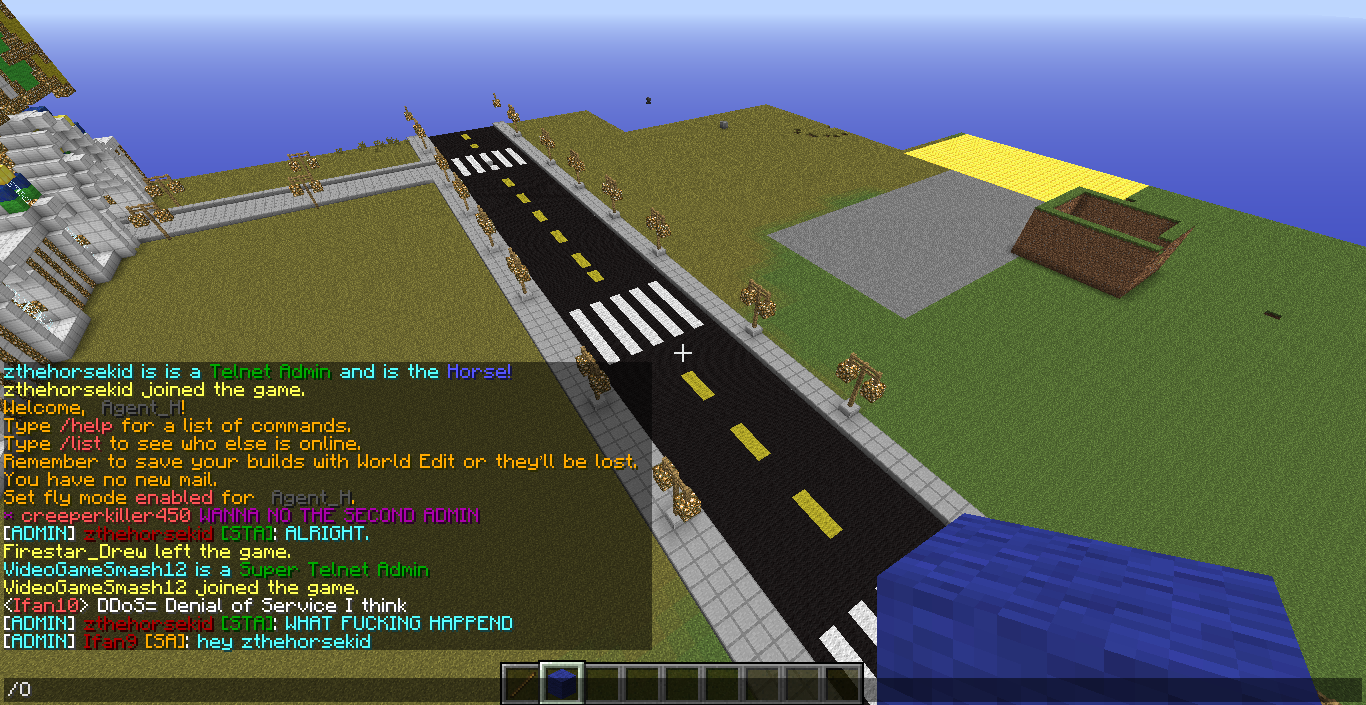 zthehorsekid is is a Telnet Admin and is the Horse!
zthehorsekid joined the game.
Welcome, Agent_H!
Type /help for a list of commands.
Type /list to see who else is online.
Remember to save your builds with World Edit or they'll be lost.
You have no new mail.
Set fly mode enabled for Agent_H.
* creeperkiller450 WANNA NO THE SECOND ADMIN
[ADMIN] zthehorsekid [STA]: ALRIGHT.
Firestar_Drew left the game.
VideoGameSmash12 is a Super Telnet Admin
VideoGameSmash12 joined the game.
<Ifan10> DDoS= Denial of Service I think
[ADMIN] zthehorsekid [STA]: WHAT FUCKING HAPPEND
[ADMIN] Ifan9 [SA]: hey zthehorsekid
/O